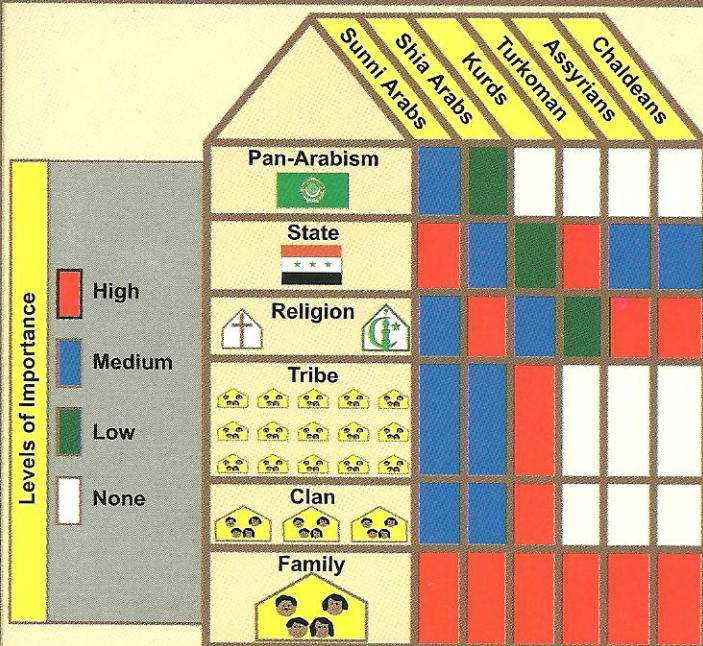 Sunni Arabs
Shia Arabs
Kurds
Turkoman
Assyrians
Chaldeans
Pan-Arabism
State
Religion
Tribe
Clan
Family
Levels of Importance
High
Medium
Low
None